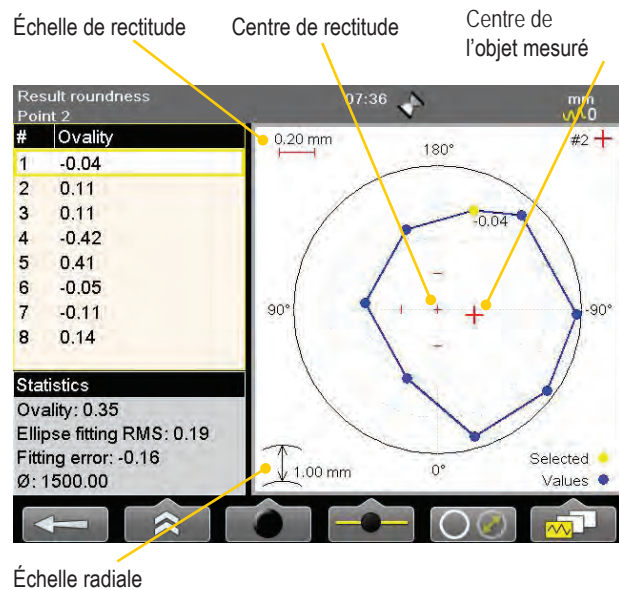 Échelle de rectitude
Centre de rectitude
Centre de
l'objet mesuré
Result roundness
07:36
mm
Point 2
0
# Ovality
1 -0.04
2 0.11
3 0.11
4 -0.42
5 0.41
6 -0.05
7 -0.11
8 0.14
Statistics
Ovality: 0.35
Ellipse fitting RMS: 0.19
Fitting error: -0.16
Ø: 1500.00
0.20 mm
#2
180°
-0.04
90°
-90°
1.00 mm
0°
Selected
Values
Échelle radiale